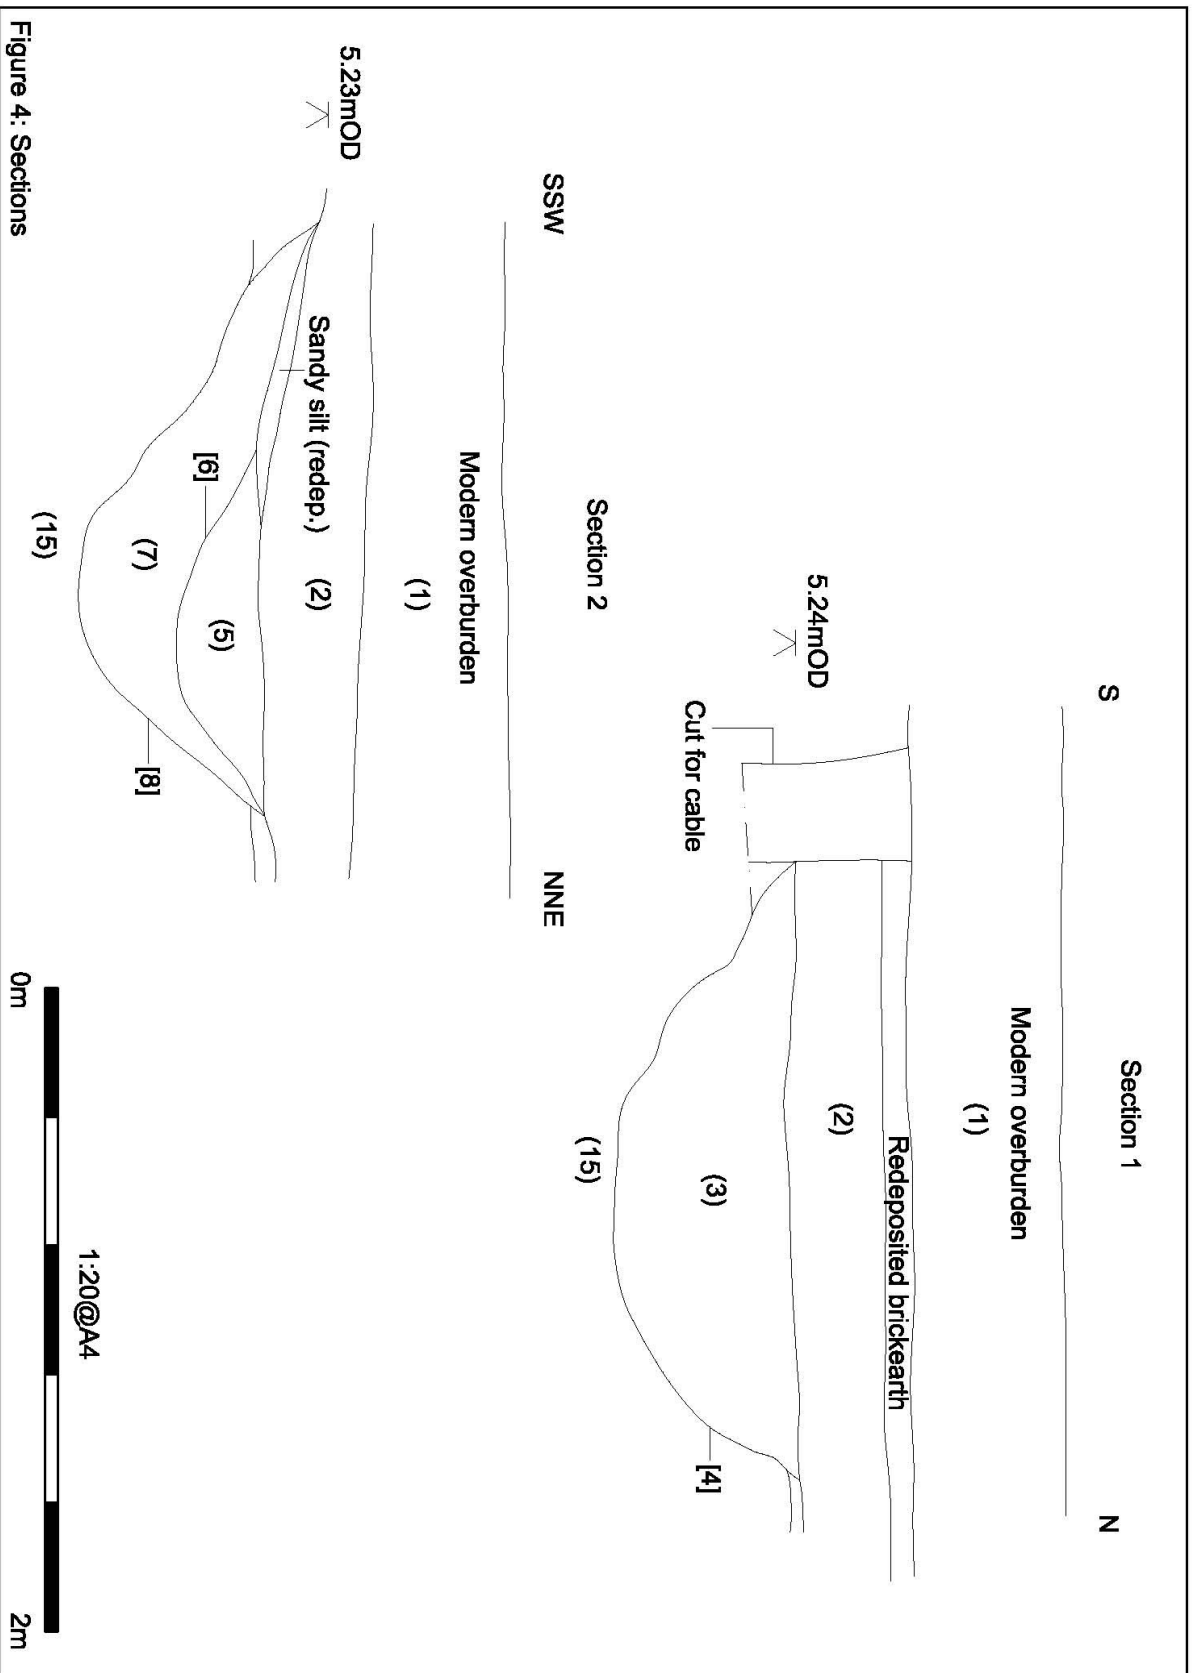 Section 1
S
N
Modern overburden
(1)
Redeposited brickearth
(2)
5.24mOD
Cut for cable
(3)
[4]
(15)
Section 2
SSW
NNE
Modern overburden
(1)
5.23mOD
Sandy silt (redep.)
(2)
[6]
(5)
(7)
[8]
(15)
1:20@A4
0m
2m
Figure 4: Sections